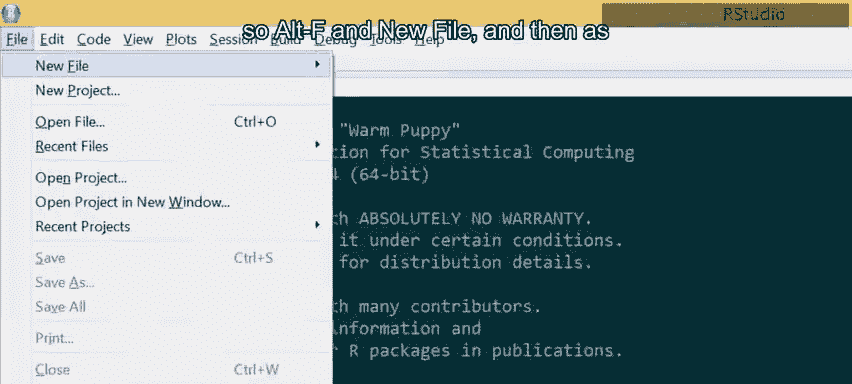 RStudio
so Alt-F and New File, and then as
File Edit Code View Plots Session Build Debug Tools Help
New File
New Project...
Open File... Ctrl+O
Recent Files
Open Project...
Open Project in New Window...
Recent Projects
Save Ctrl+S
Save As...
Save All
Print...
Close Ctrl+W
"Warm Puppy"
tion for Statistical Computing
(64-bit)
th ABSOLUTELY NO WARRANTY.
it under certain conditions.
for distribution details.
th many contributors.
information and
R packages in publications.